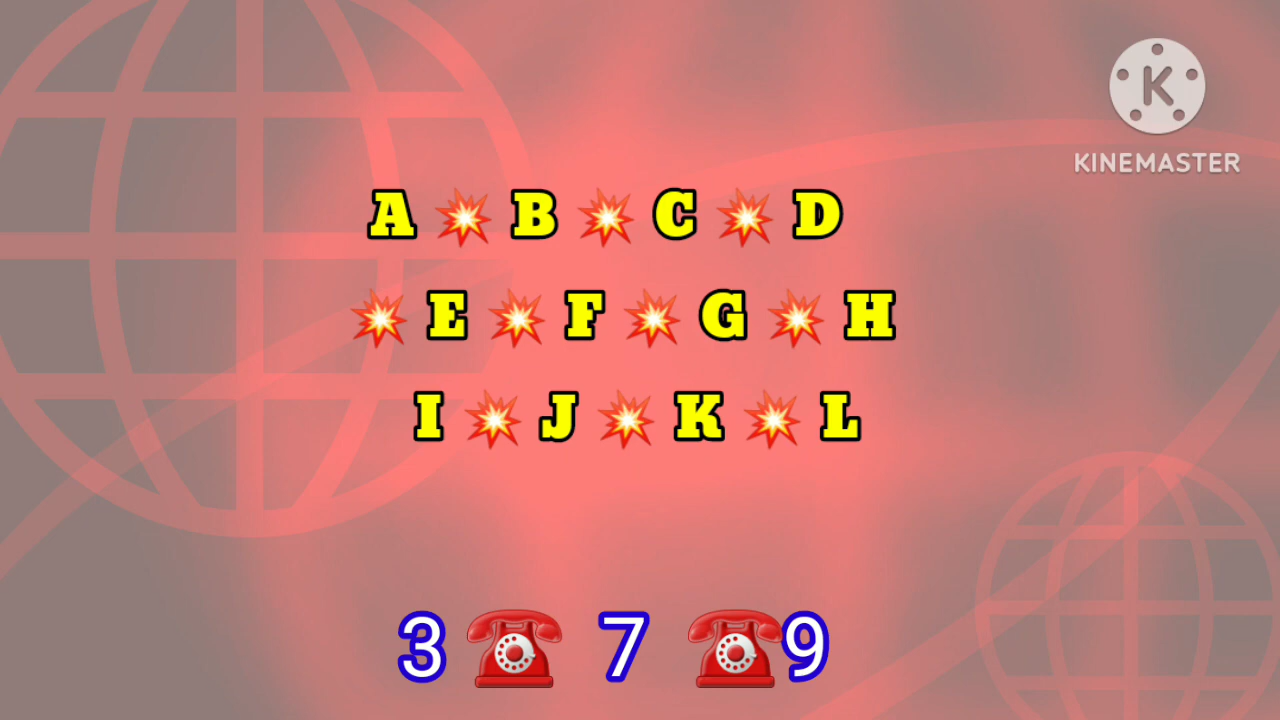 K
KINEMASTER
A💥B💥C💥D
💥E💥F💥G💥H
I💥J💥K💥L
3☎️7☎️9